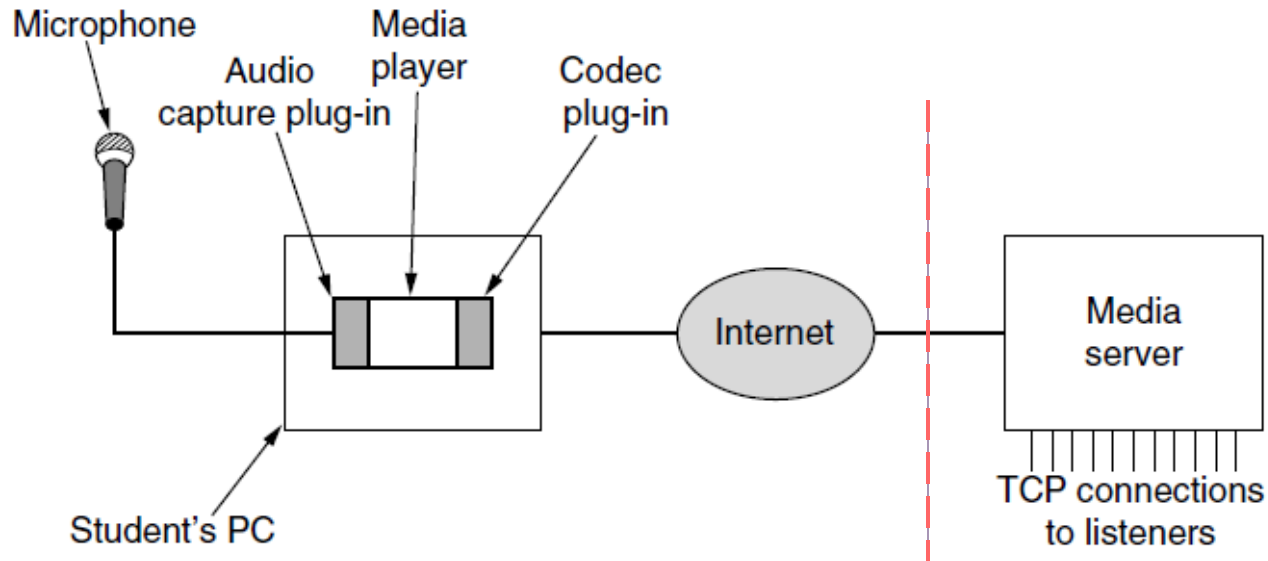 Microphone
Audio
capture plug-in
Media
player
Codec
plug-in
Internet
Media
server
Student’s PC
TCP connections
to listeners